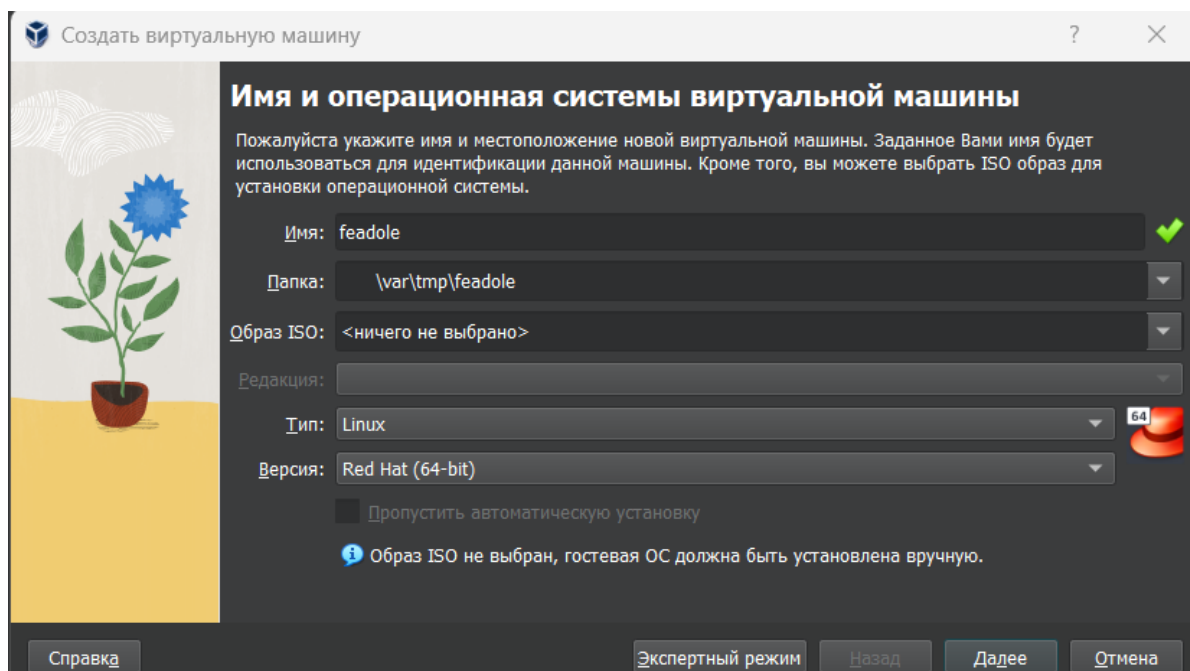 Создать виртуальную машину
?
Имя и операционная системы виртуальной машины
Пожалуйста укажите имя и местоположение новой виртуальной машины. Заданное Вами имя будет
использоваться для идентификации данной машины. Кроме того, вы можете выбрать ISO образ для
установки операционной системы.
Имя: feadole
Папка: \var\tmp\feadole
Образ ISO: <ничего не выбрано>
Редакция:
Тип: Linux
64
Версия: Red Hat (64-bit)
Пропустить автоматическую установку
Образ ISO не выбран, гостевая ОС должна быть установлена вручную.
Справка Экспертный режим Назад Далее Отмена